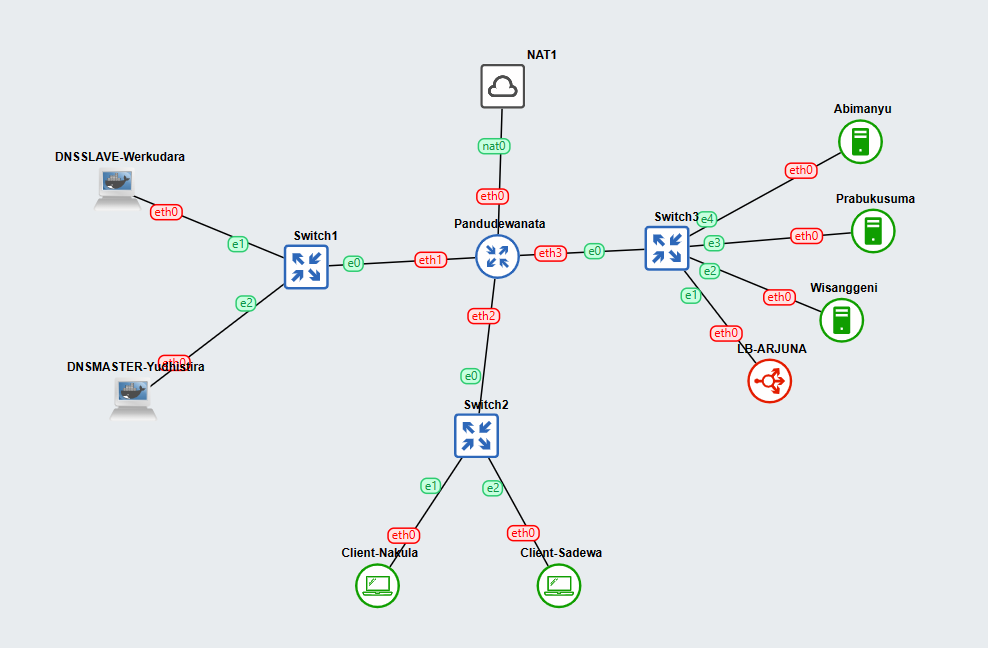 NAT1
nat0
eth0
Pandudewanata
DNSSLAVE-Werkudara
eth0
e1
Switch1
e0
eth1
e2
eth0
DNSMASTER-Yudhistira
eth3
e0
Switch3
e4
eth0
Abimanyu
e3
eth0
Prabukusuma
e2
eth0
Wisanggeni
e1
eth0
LB-ARJUNA
eth2
e0
Switch2
e1
e2
eth0
eth0
Client-Nakula
Client-Sadewa